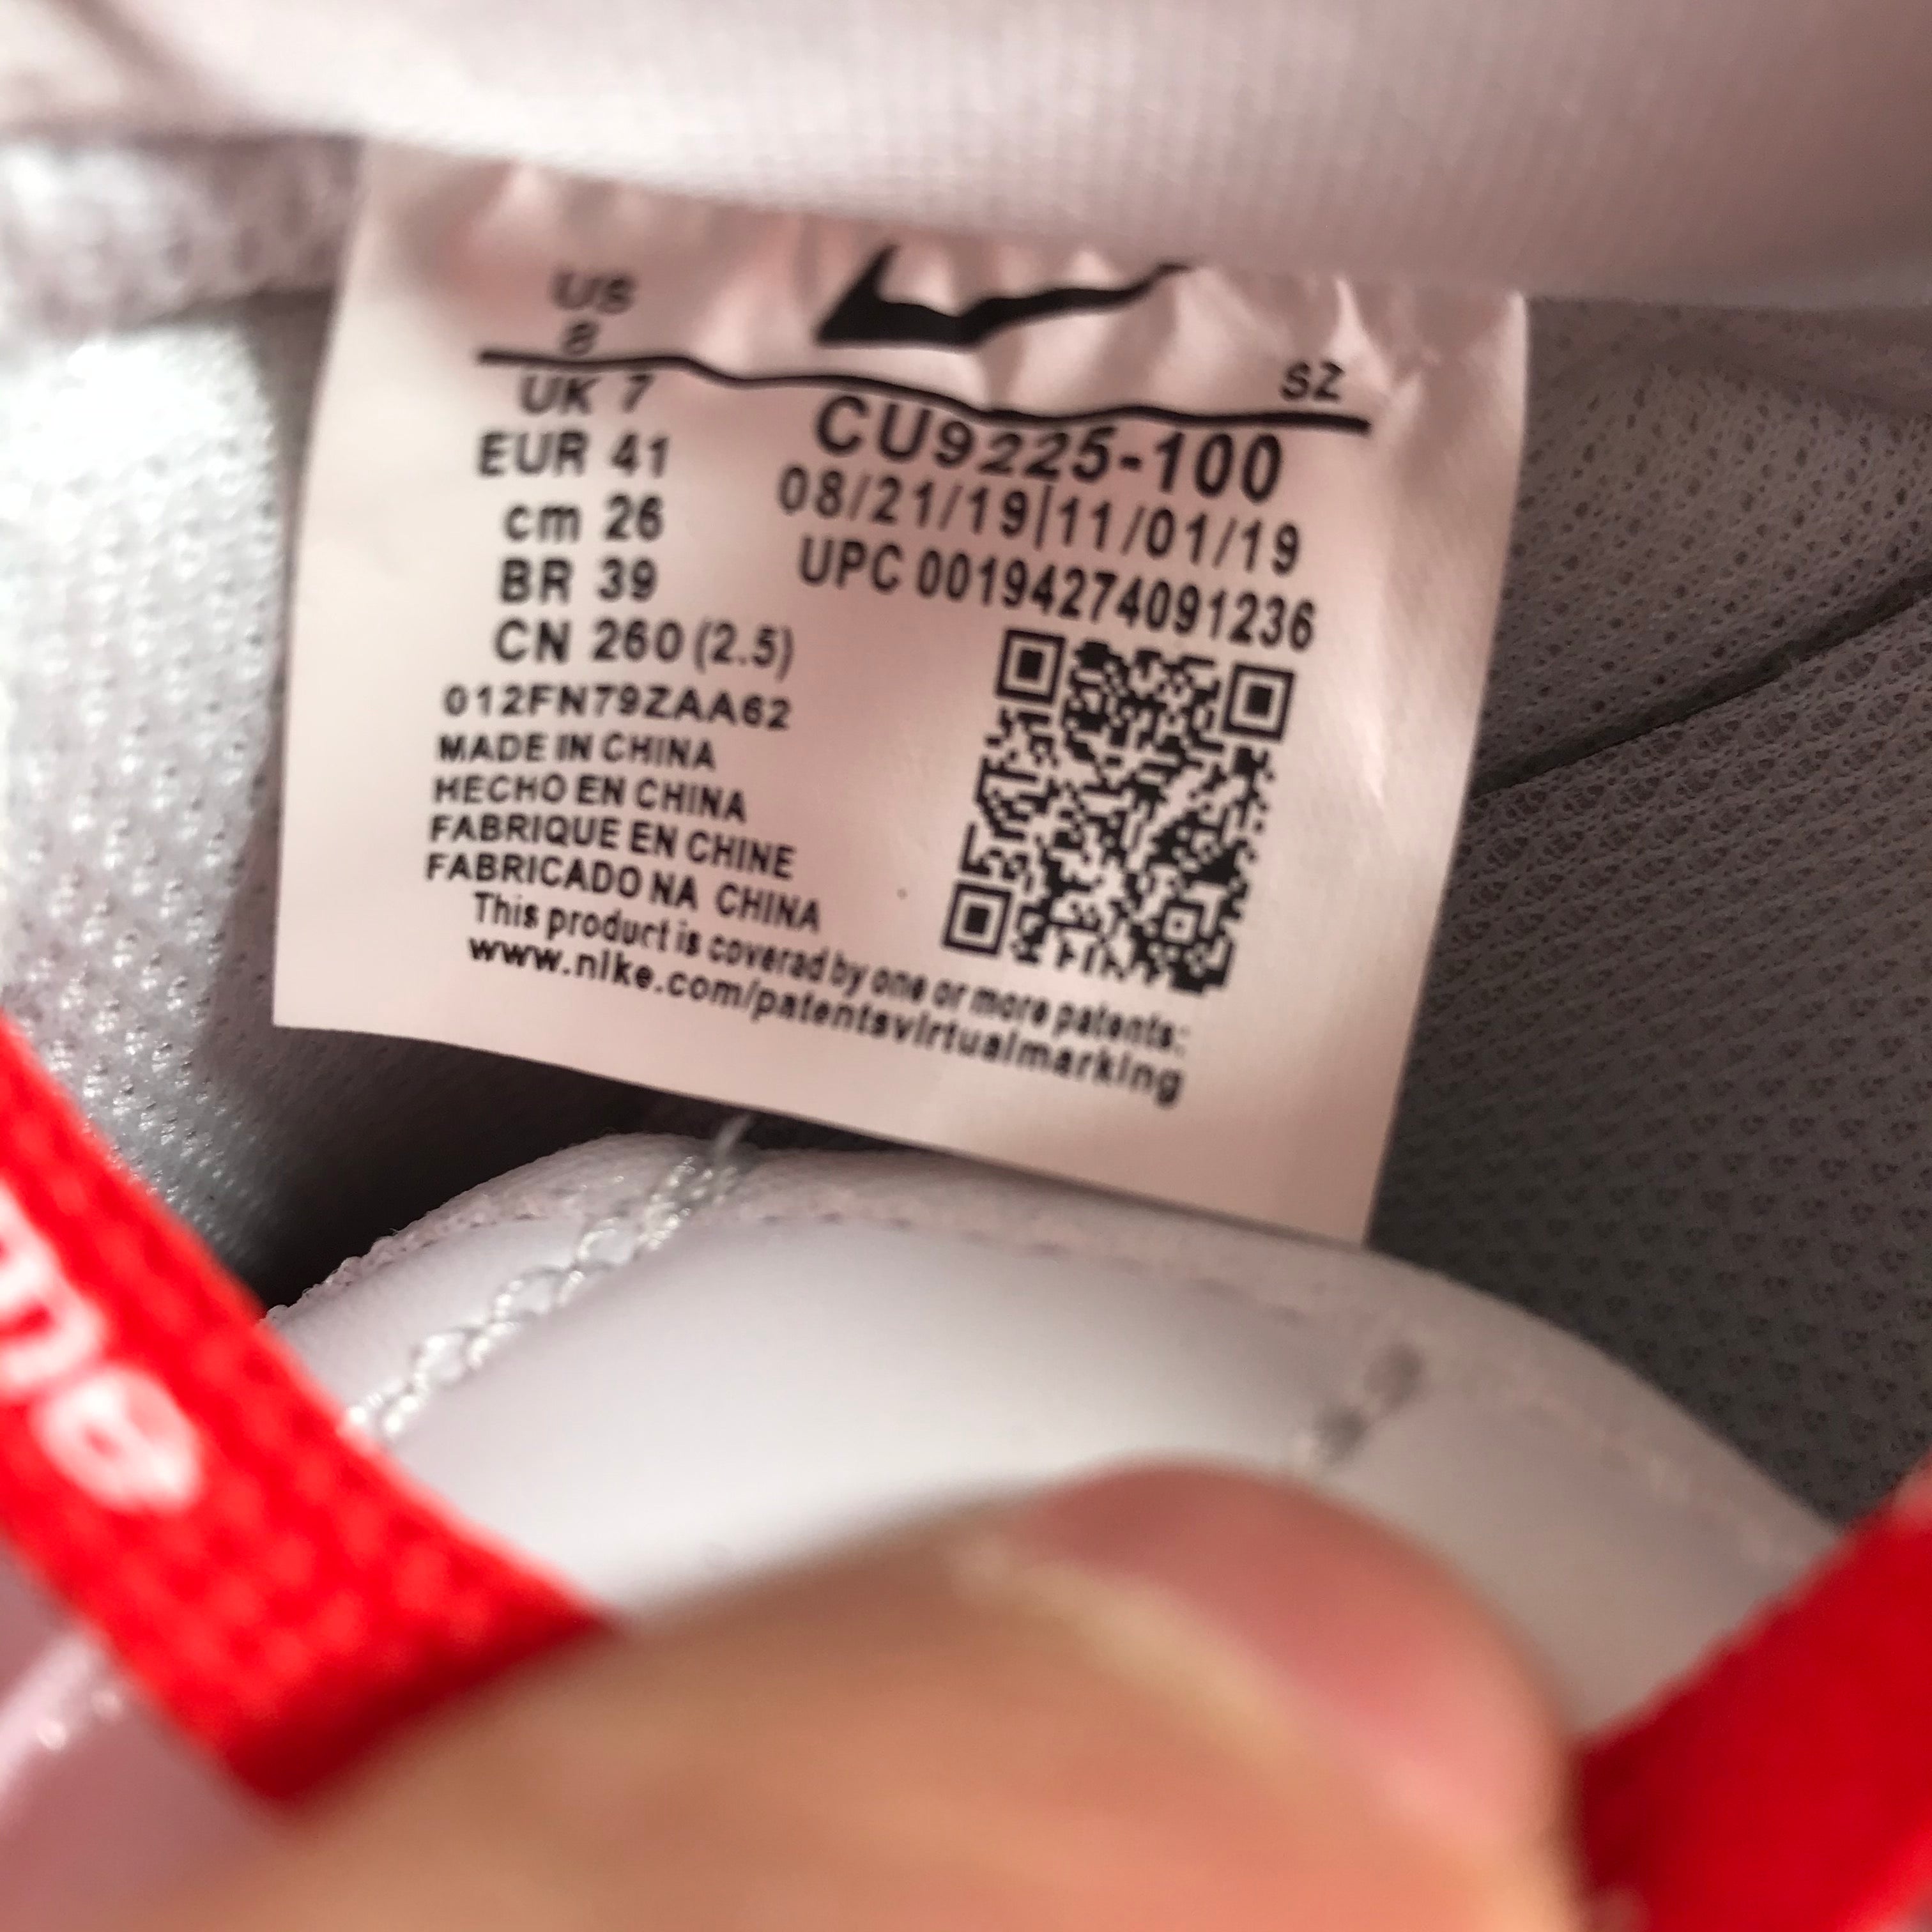 US
8
SZ
UK 7
EUR 41
cm 26
BR 39
CN 260 (2.5)
CU9225-100
08/21/19|11/01/19
UPC 00194274091236
012FN79ZAA62
MADE IN CHINA
HECHO EN CHINA
FABRIQUE EN CHINE
FABRICADO NA CHINA
This product is coverad by one or more patents:
www.nike.com/patentsvirtualmarking
me